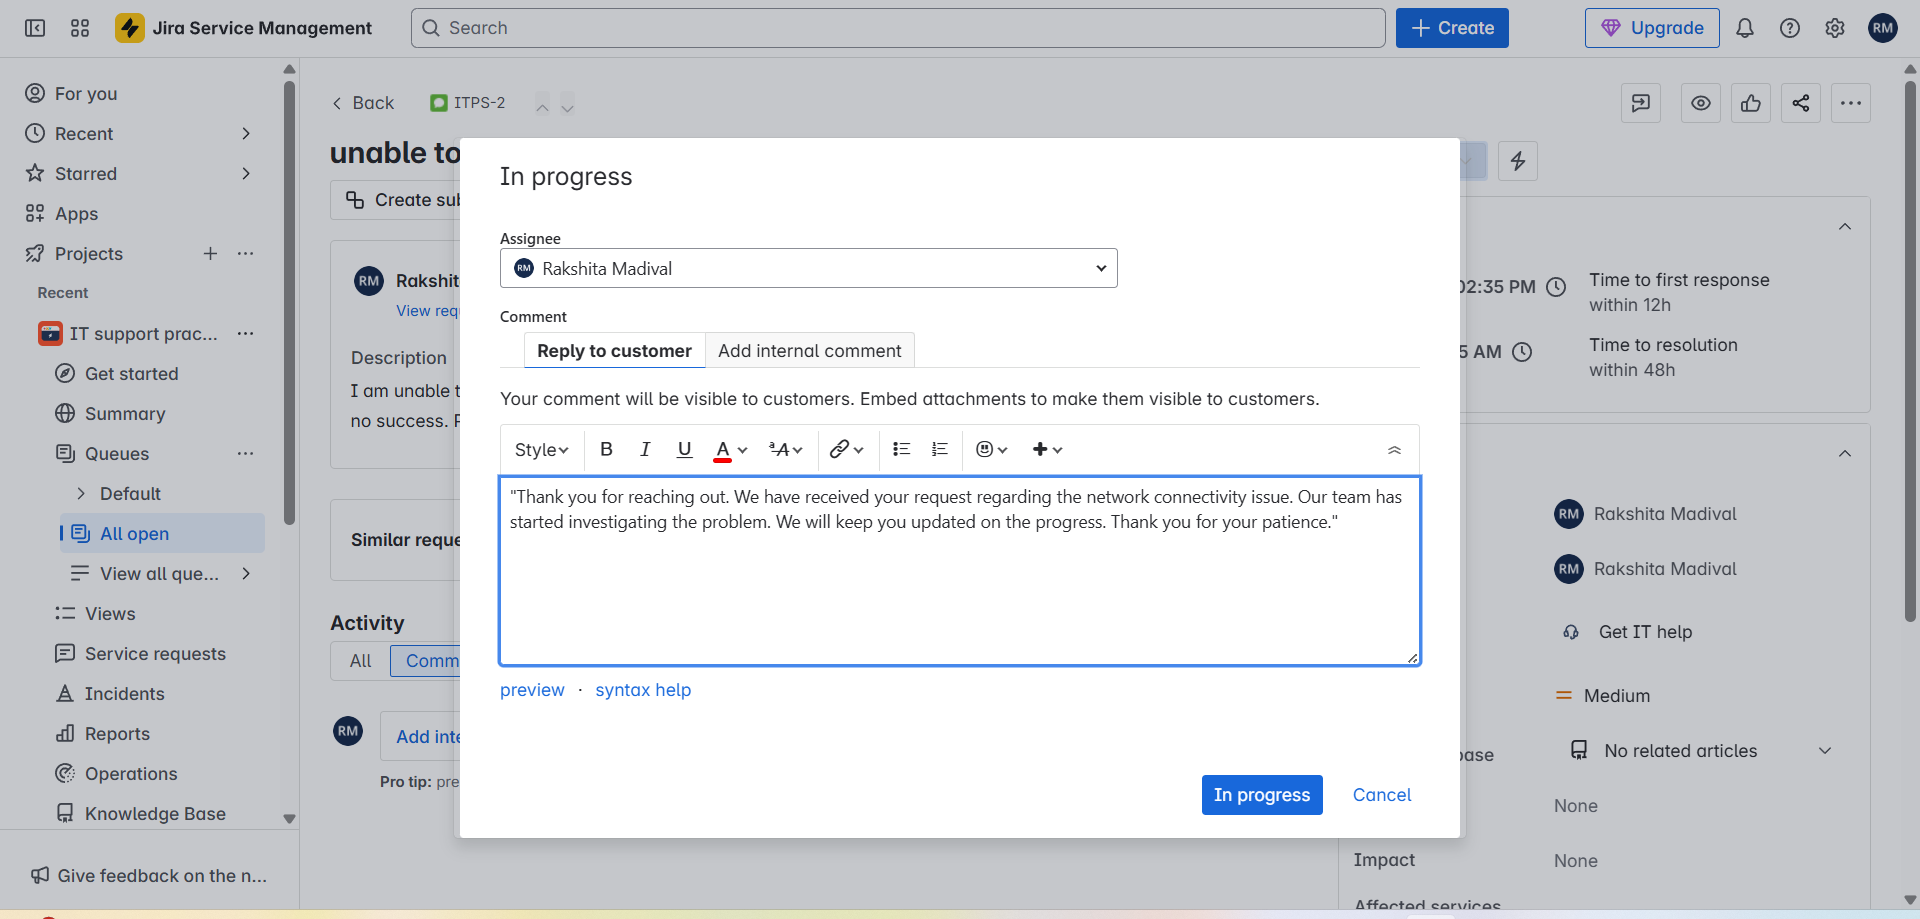 Jira Service Management
Search
Create
Upgrade
RM
For you
Recent
Starred
Apps
Projects
Recent
IT support prac...
Get started
Summary
Queues
Default
All open
View all que...
Views
Service requests
Incidents
Reports
Operations
Knowledge Base
Give feedback on the n...
Back
ITPS-2
unable to
Create sub
RM
Rakshit
View req
Description
I am unable t
no success. P
Similar reque
Activity
All
Comm
RM
Add inte
Pro tip: pre
In progress
Assignee
RM
Rakshita Madival
Comment
Reply to customer
Add internal comment
Your comment will be visible to customers. Embed attachments to make them visible to customers.
Style
B I U A
"Thank you for reaching out. We have received your request regarding the network connectivity issue. Our team has
started investigating the problem. We will keep you updated on the progress. Thank you for your patience."
preview · syntax help
In progress
Cancel
02:35 PM
Time to first response
within 12h
5 AM
Time to resolution
within 48h
RM
Rakshita Madival
RM
Rakshita Madival
Get IT help
Medium
base
No related articles
None
Impact
None
Affected services